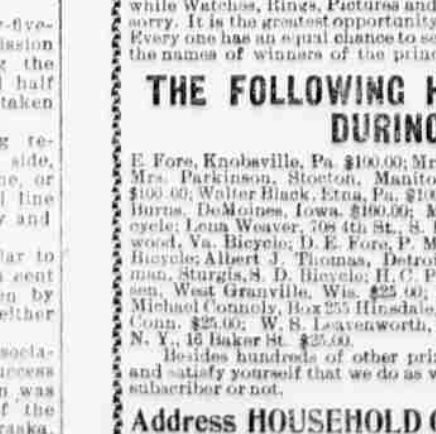 -five-
ission
g the
half
taken
g re-
side,
ne, or
l line
y and
lar to
sent
en by
either
socia-
uccess
n was
f the
raska.
while Watches, Rings, Pictures and
sorry. It is the greatest opportunity
Every one has an equal chance to se
the names of winners of the prin
THE FOLLOWING H
DURING
E. Fore, Knobsville, Pa. $100.00; Mr
Mrs. Parkinson, Stocton, Manito
$100.00; Walter Black, Etna, Pa. $10
Burns, DeMoines, Iowa. $100.00; M
cycle; Lena Weaver, 708 4th St., S.
wood, Va. Bicycle; D. E. Fore, P. M
Bicycle; Albert J. Thomas, Detroi
man, Sturgis, S. D. Bicycle; H. C. P
sen, West Granville, Wis. $25.00;
Michael Connoly, Box 255 Hinsdale,
Conn. $25.00; W. S. Leavenworth,
N. Y., 16 Baker St. $25.00.
Besides hundreds of other pri
and satisfy yourself that we do as w
subscriber or not.
Address HOUSEHOLD